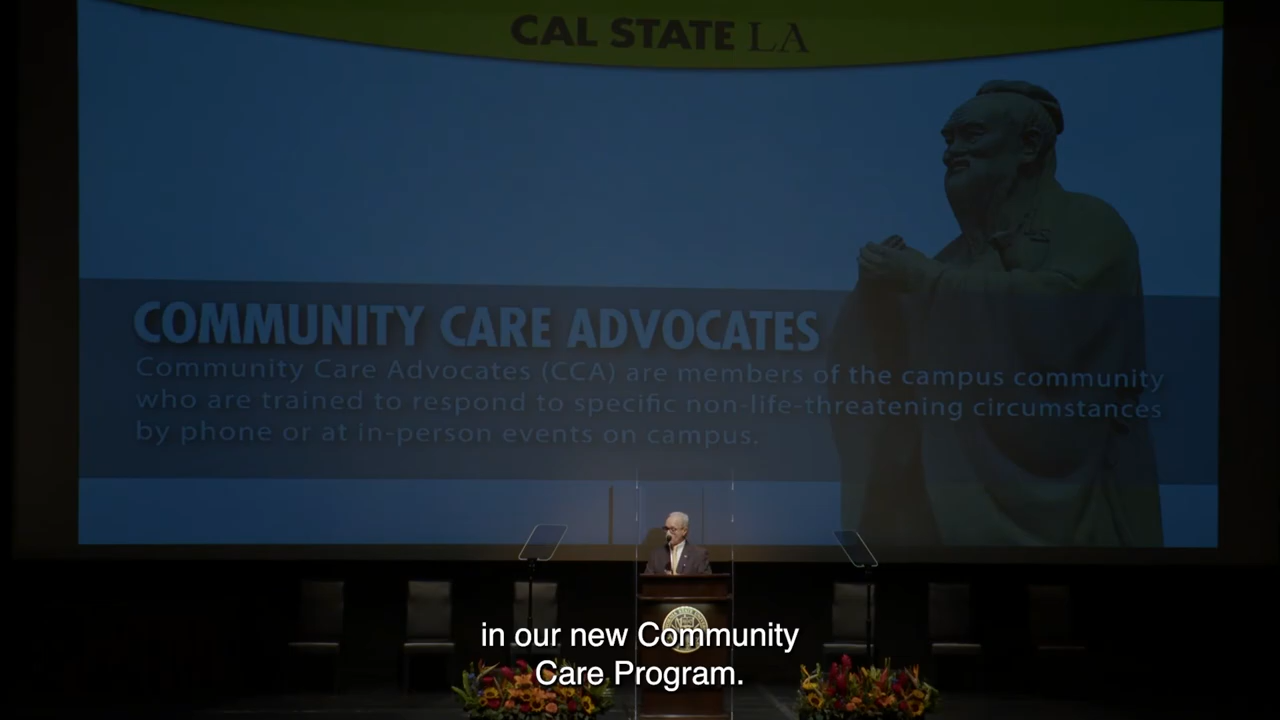 CAL STATE LA
COMMUNITY CARE ADVOCATES
Community Care Advocates (CCA) are members of the campus community
who are trained to respond to specific non-life-threatening circumstances
by phone or at in-person events on campus.
in our new Community
Care Program.